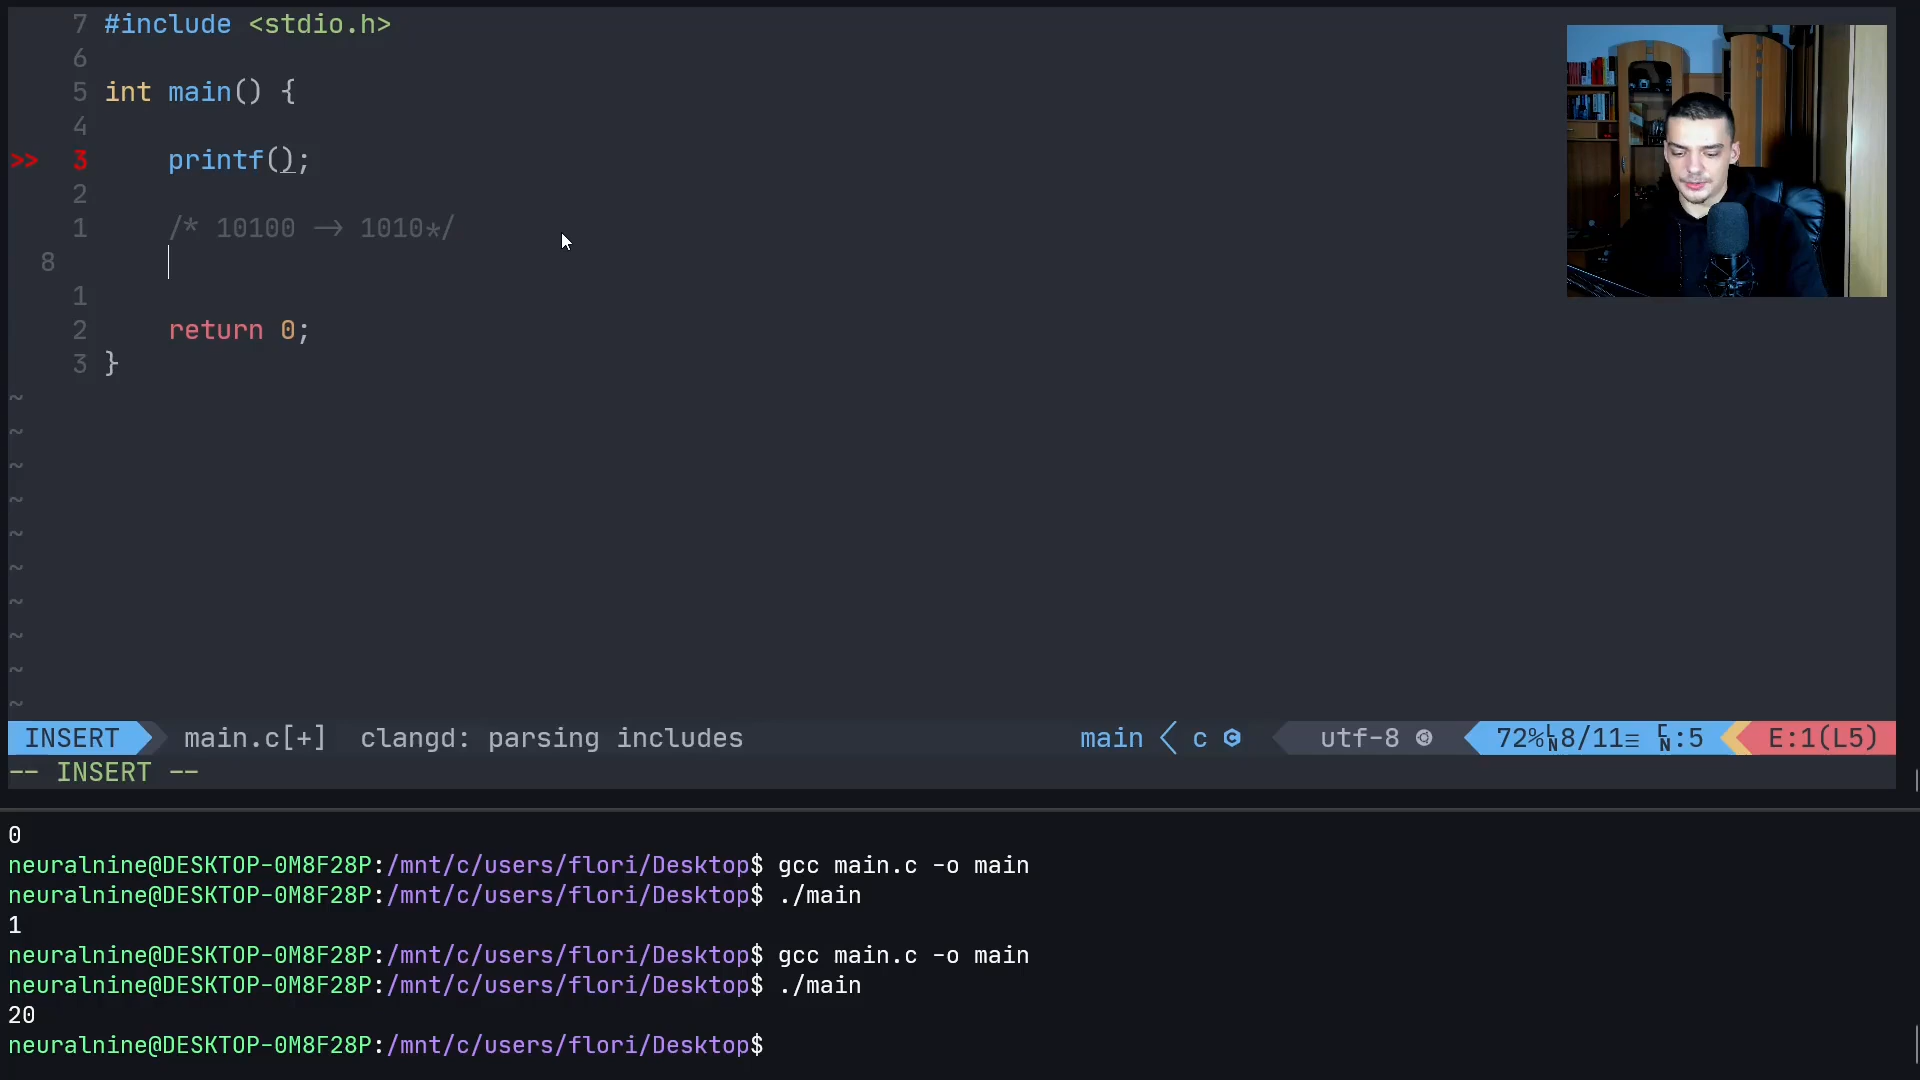 7 #include <stdio.h>
6
5 int main() {
4
>> 3 printf();
2
1 /* 10100 -> 1010*/
8
1
2 return 0;
3 }
~
~
~
~
~
~
~
~
~
~
INSERT main.c[+] clangd: parsing includes main < c utf-8 72% LN 8/11≡ CN:5 E:1(L5)
-- INSERT --
0
neuralnine@DESKTOP-0M8F28P:/mnt/c/users/flori/Desktop$ gcc main.c -o main
neuralnine@DESKTOP-0M8F28P:/mnt/c/users/flori/Desktop$ ./main
1
neuralnine@DESKTOP-0M8F28P:/mnt/c/users/flori/Desktop$ gcc main.c -o main
neuralnine@DESKTOP-0M8F28P:/mnt/c/users/flori/Desktop$ ./main
20
neuralnine@DESKTOP-0M8F28P:/mnt/c/users/flori/Desktop$